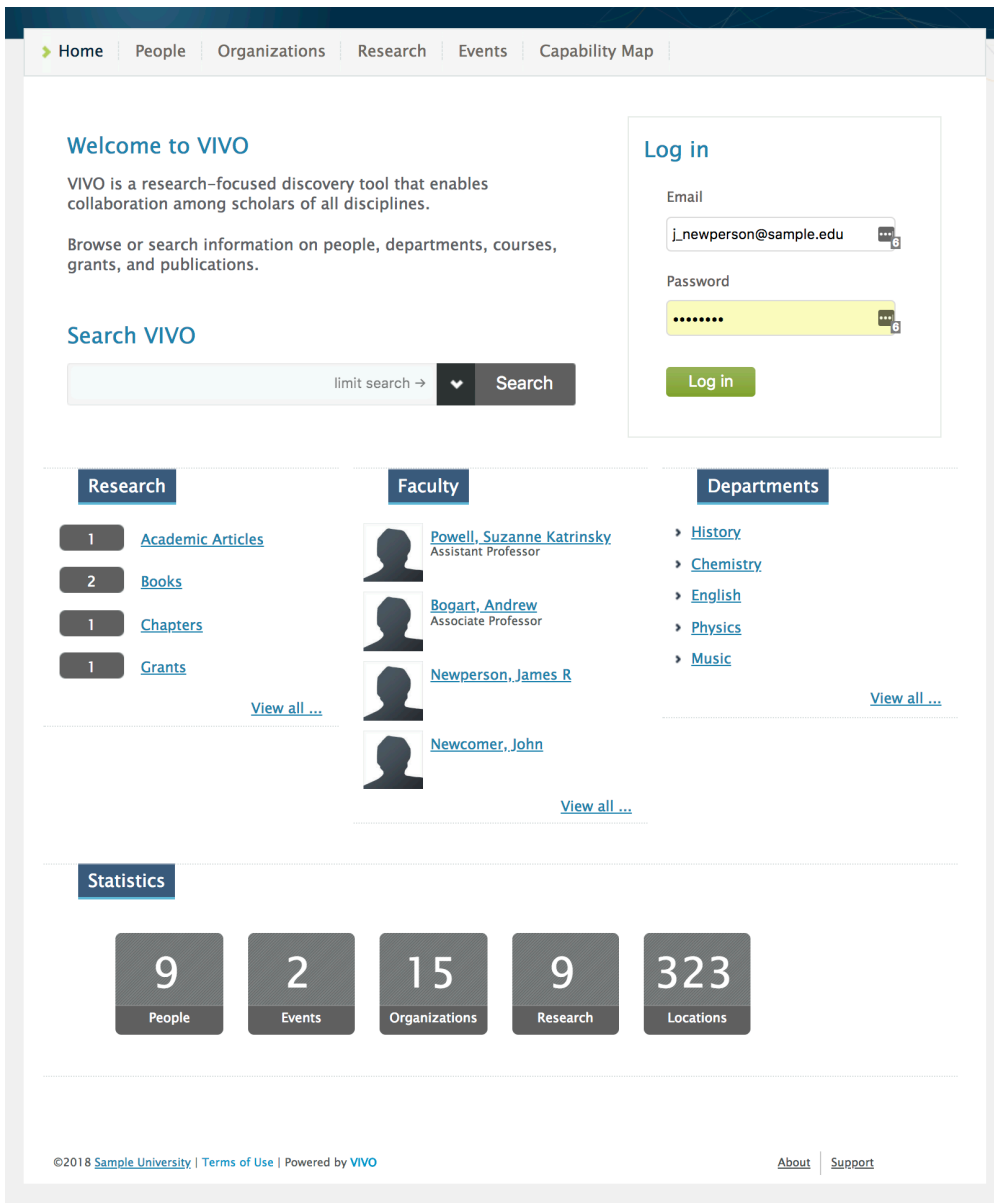 Home People Organizations Research Events Capability Map
Welcome to VIVO
VIVO is a research-focused discovery tool that enables
collaboration among scholars of all disciplines.
Browse or search information on people, departments, courses,
grants, and publications.
Search VIVO
limit search → Search
Log in
Email
j_newperson@sample.edu
6
Password
••••••••
6
Log in
Research
1 Academic Articles
2 Books
1 Chapters
1 Grants
View all ...
Faculty
Powell, Suzanne Katrinsky
Assistant Professor
Bogart, Andrew
Associate Professor
Newperson, James R
Newcomer, John
View all ...
Departments
History
Chemistry
English
Physics
Music
View all ...
Statistics
9 2 15 9 323
People Events Organizations Research Locations
©2018 Sample University | Terms of Use | Powered by VIVO
About Support